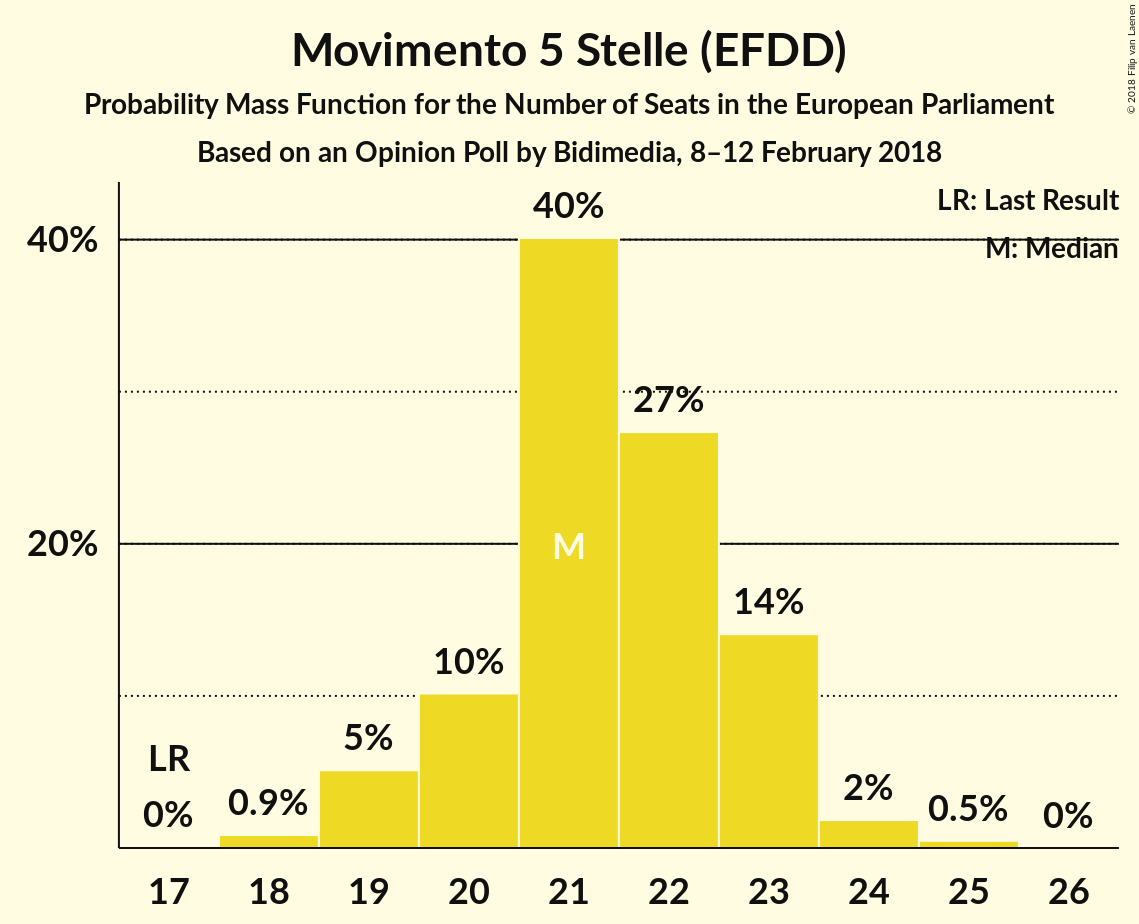 Movimento 5 Stelle (EFDD)
Probability Mass Function for the Number of Seats in the European Parliament
Based on an Opinion Poll by Bidimedia, 8–12 February 2018
© 2018 Filip van Laenen
LR: Last Result
M: Median
40%
20%
LR
0%
0.9%
5%
10%
40%
M
27%
14%
2%
0.5%
0%
17 18 19 20 21 22 23 24 25 26